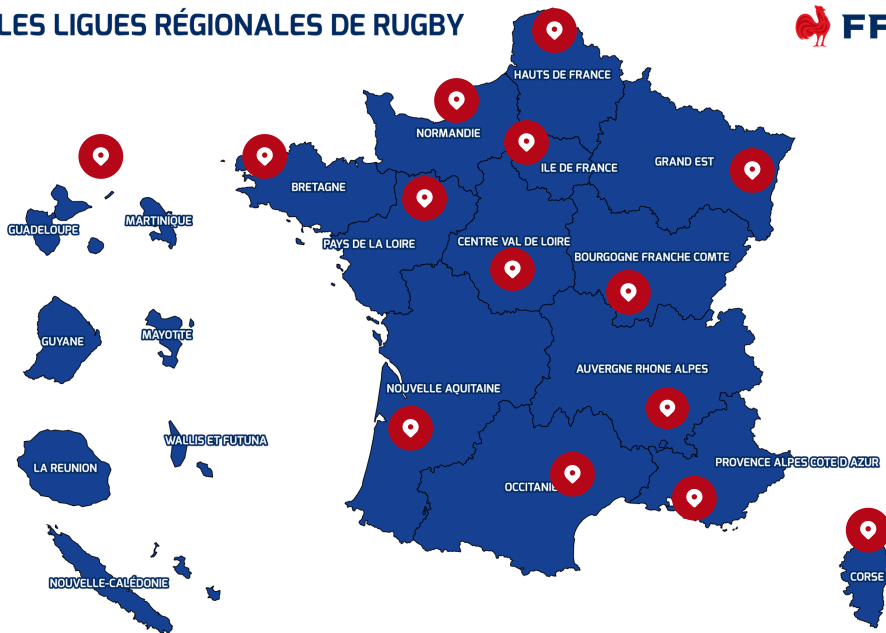 LES LIGUES RÉGIONALES DE RUGBY
FF
HAUTS DE FRANCE
NORMANDIE
ILE DE FRANCE
GRAND EST
BRETAGNE
PAYS DE LA LOIRE
CENTRE VAL DE LOIRE
BOURGOGNE FRANCHE COMTE
GUADELOUPE
MARTINIQUE
GUYANE
MAYOTTE
AUVERGNE RHONE ALPES
NOUVELLE AQUITAINE
LA REUNION
WALLIS ET FUTUNA
OCCITANIE
PROVENCE ALPES COTE D AZUR
NOUVELLE-CALÉDONIE
CORSE